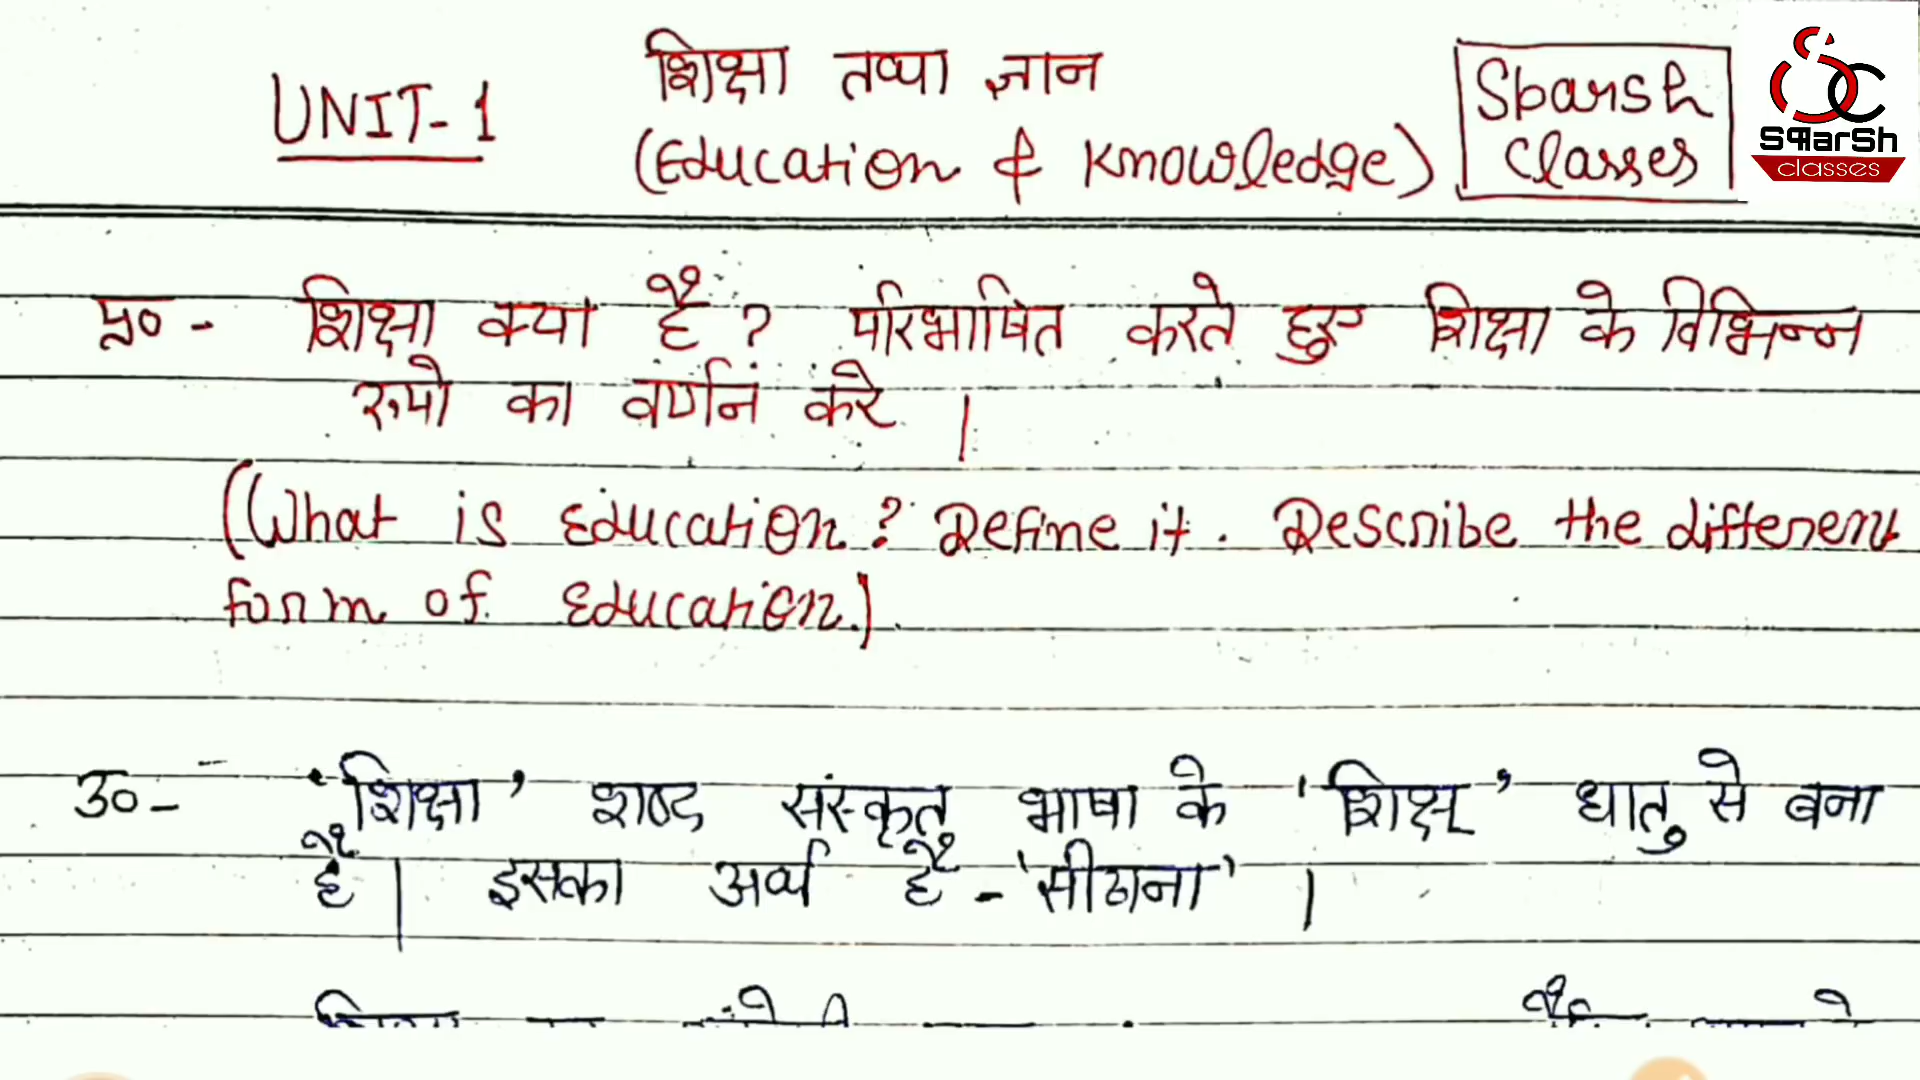 शिक्षा तथा ज्ञान
UNIT-1
(Education & Knowledge)
Sparsh
Classes
SपarSh
classes
प्र० - शिक्षा क्या है ? परिभाषित करते हुए शिक्षा के विभिन्न
रूपो का वर्णन करे ।
(What is Education? Define it. Describe the different
form of Education.)
उ० - 'शिक्षा' शब्द संस्कृत भाषा के 'शिक्ष्' धातु से बना
है । इसका अर्थ है - 'सीखना' ।